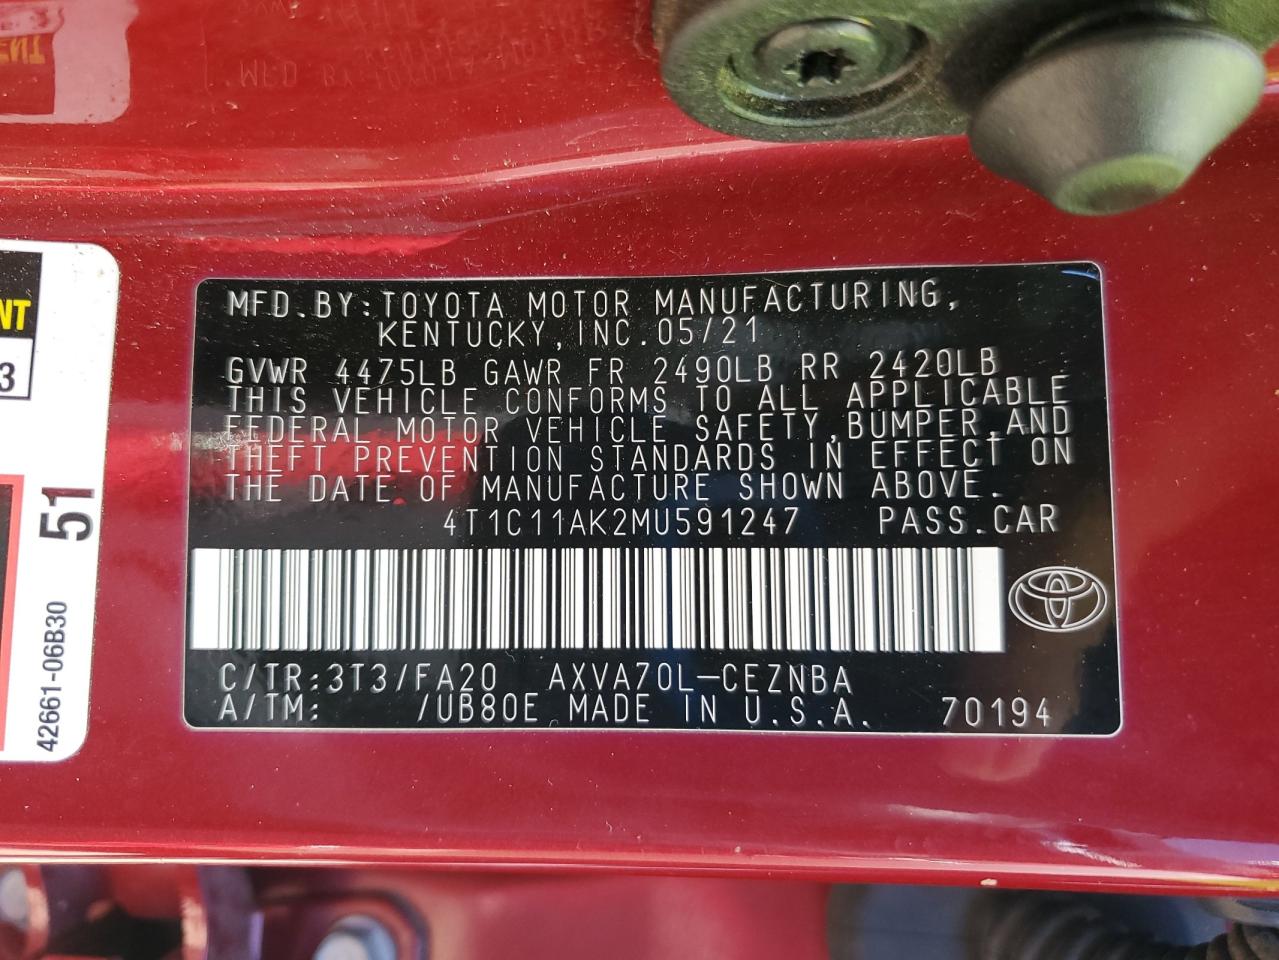 MFD.BY:TOYOTA MOTOR MANUFACTURING,
KENTUCKY,INC.05/21
GVWR 4475LB GAWR FR 2490LB RR 2420LB
THIS VEHICLE CONFORMS TO ALL APPLICABLE
FEDERAL MOTOR VEHICLE SAFETY,BUMPER,AND
THEFT PREVENTION STANDARDS IN EFFECT ON
THE DATE OF MANUFACTURE SHOWN ABOVE.
4T1C11AK2MU591247 PASS.CAR
C/TR:3T3/FA20 AXVA70L-CEZNBA
A/TM: /UB80E MADE IN U.S.A. 70194
NT
3
51
42661-06B30